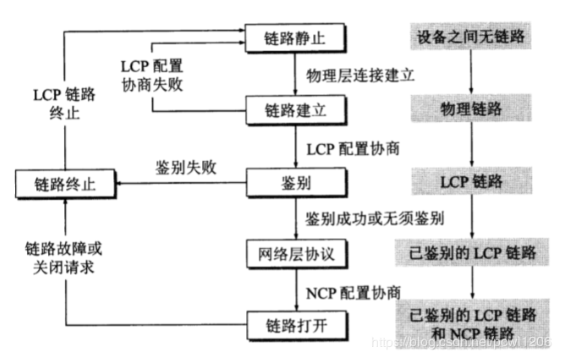 链路静止
设备之间无链路
LCP 配置
协商失败
物理层连接建立
LCP 链路
终止
链路建立
物理链路
LCP 配置协商
鉴别失败
链路终止
鉴别
LCP 链路
鉴别成功或无须鉴别
链路故障或
关闭请求
网络层协议
已鉴别的 LCP 链路
NCP 配置协商
链路打开
已鉴别的 LCP 链路
和 NCP 链路